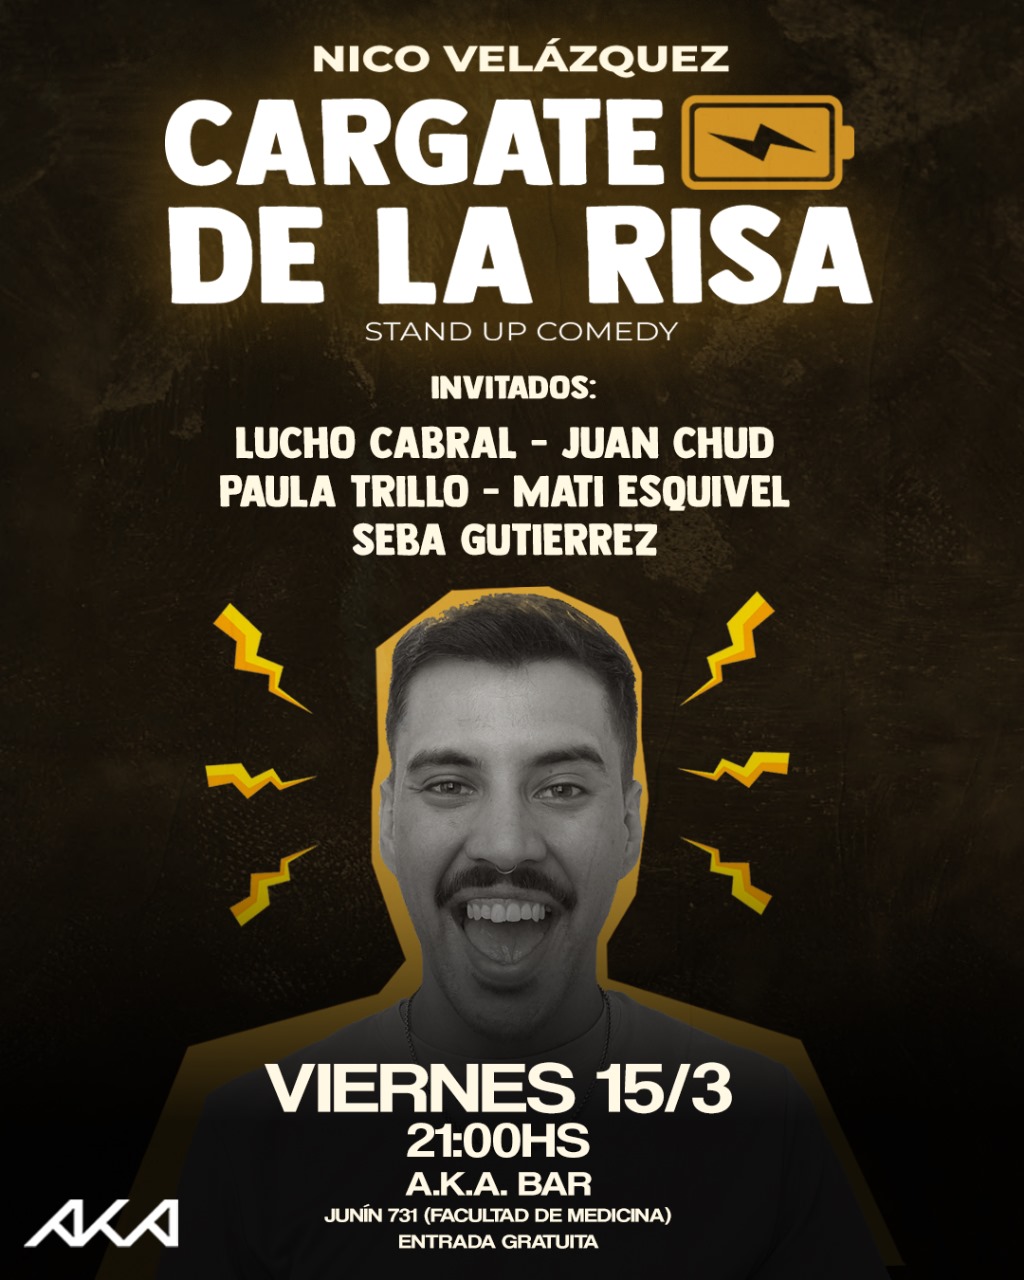 NICO VELÁZQUEZ
CARGATE
DE LA RISA
STAND UP COMEDY
INVITADOS:
LUCHO CABRAL - JUAN CHUD
PAULA TRILLO - MATI ESQUIVEL
SEBA GUTIERREZ
VIERNES 15/3
21:00HS
A.K.A. BAR
JUNÍN 731 (FACULTAD DE MEDICINA)
ENTRADA GRATUITA
AKA